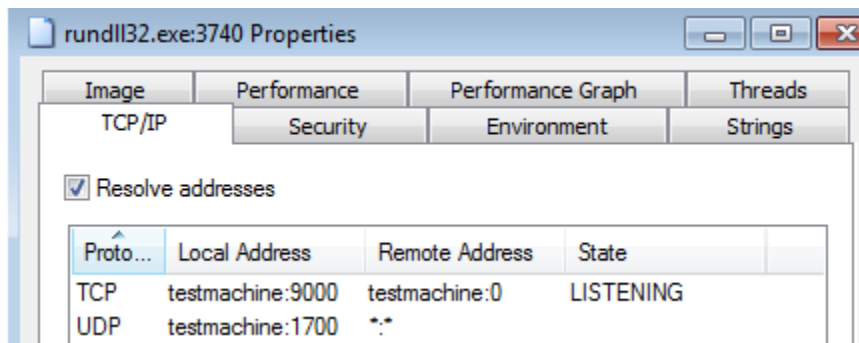 rundll32.exe:3740 Properties
Image Performance Performance Graph Threads
TCP/IP Security Environment Strings
Resolve addresses
Proto... Local Address Remote Address State
TCP testmachine:9000 testmachine:0 LISTENING
UDP testmachine:1700 *:*